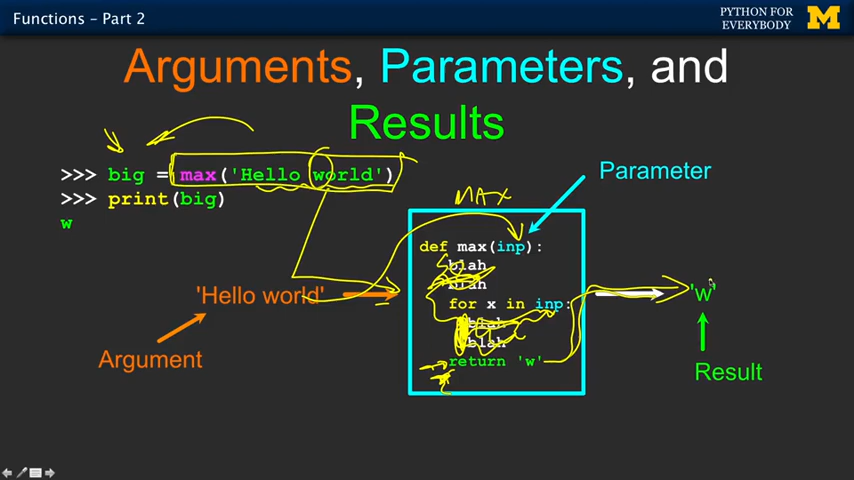 Functions – Part 2
PYTHON FOR
EVERYBODY
Arguments, Parameters, and
Results
>>> big = max('Hello world')
>>> print(big)
w
Parameter
MAX
def max(inp):
blah
blah
for x in inp:
blah
blah
return 'w'
'Hello world'
'w'
Argument
Result